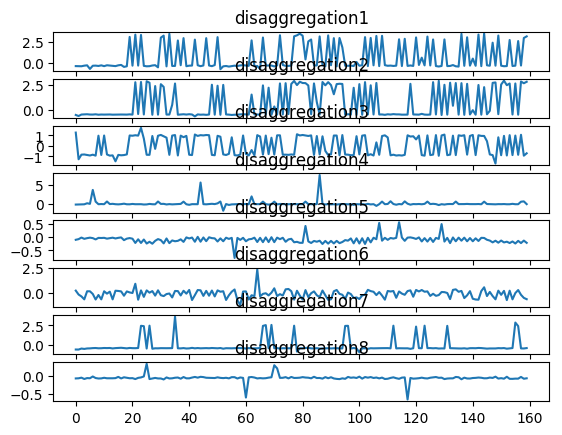 disaggregation1
2.5
0.0
disaggregation2
2.5
0.0
disaggregation3
1
0
−1
disaggregation4
5
0
disaggregation5
0.5
0.0
−0.5
disaggregation6
2.5
0.0
disaggregation7
2.5
0.0
disaggregation8
0.0
−0.5
0 20 40 60 80 100 120 140 160